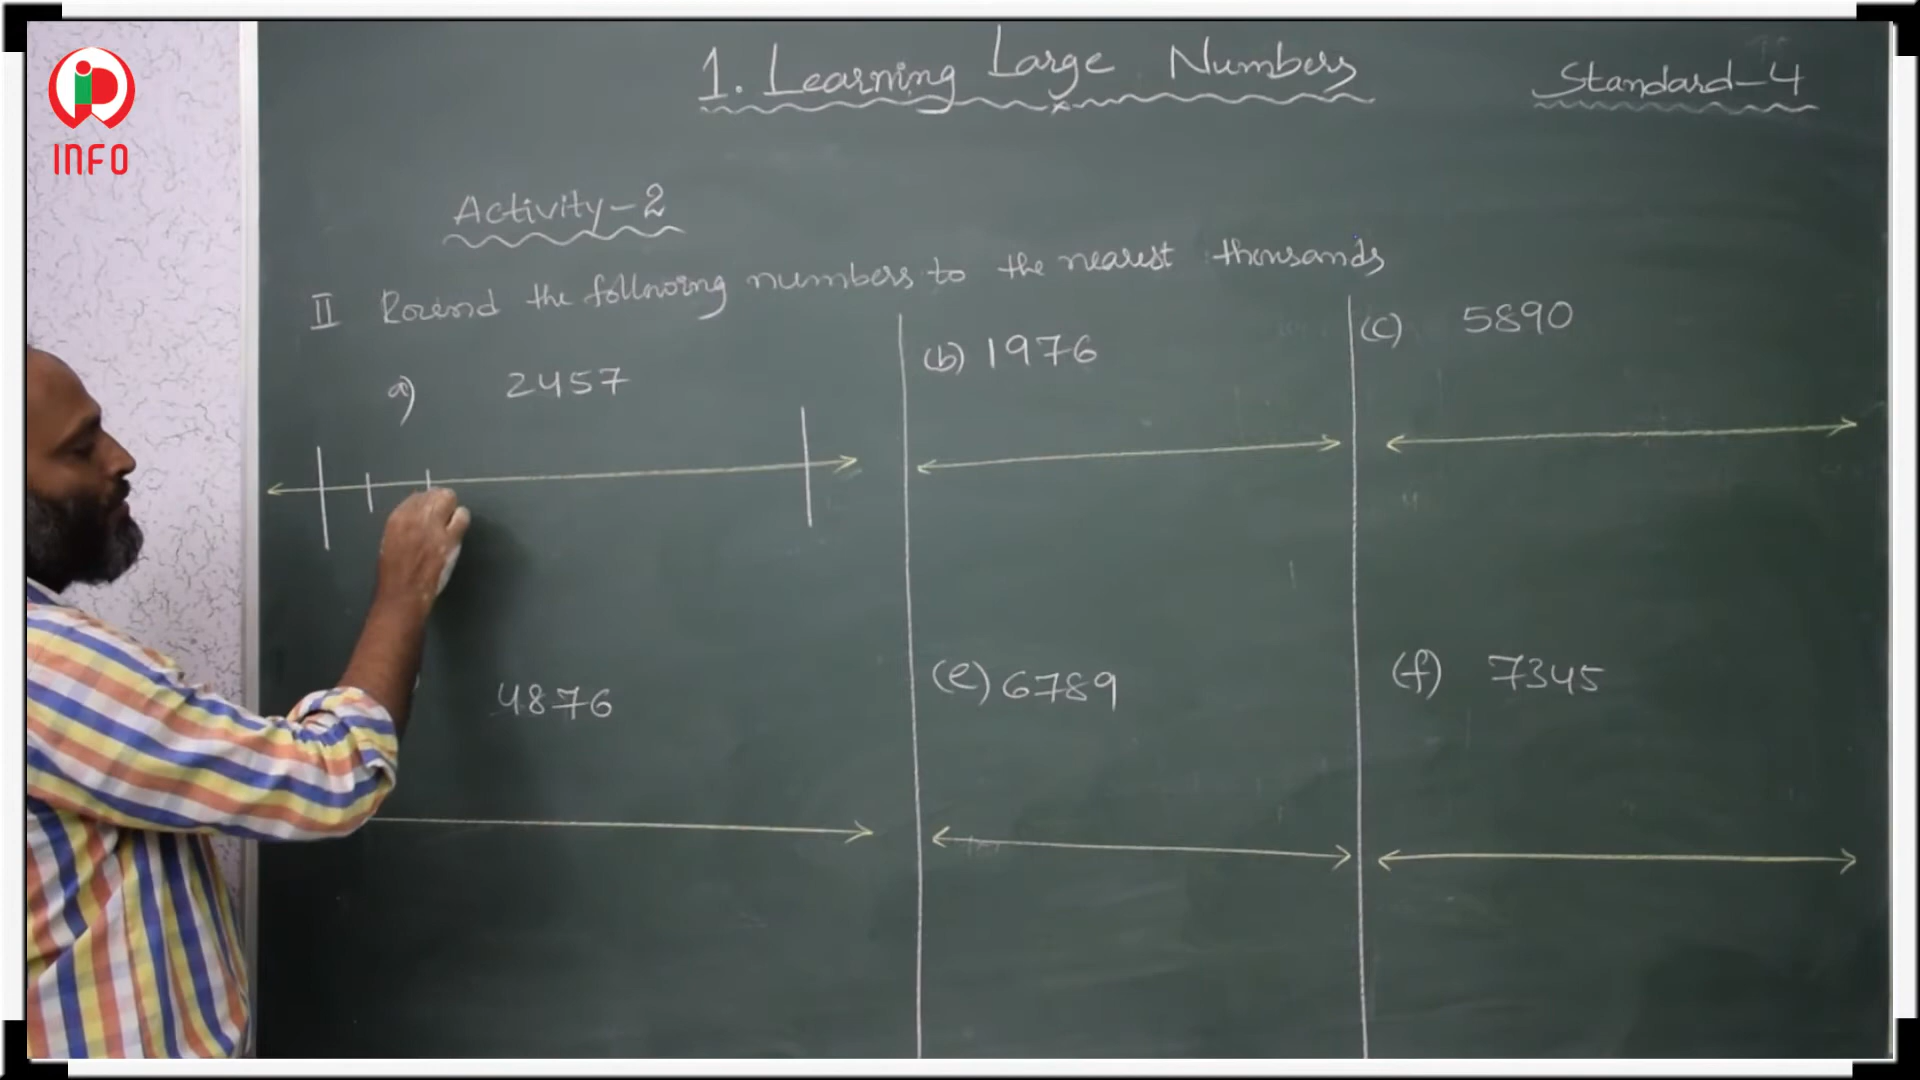 INFO
1. Learning Large Numbers
Standard-4
Activity-2
II Round the following numbers to the nearest thousands
a) 2457
(b) 1976
(c) 5890
4876
(e) 6789
(f) 7345